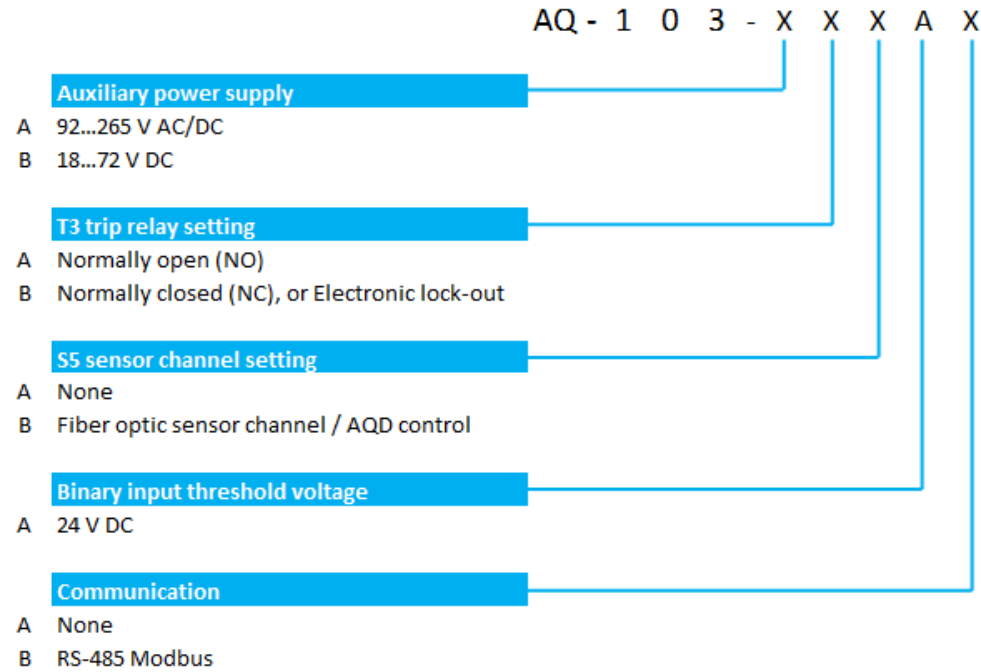 AQ - 1 0 3 - X X X A X
Auxiliary power supply
A 92...265 V AC/DC
B 18...72 V DC
T3 trip relay setting
A Normally open (NO)
B Normally closed (NC), or Electronic lock-out
S5 sensor channel setting
A None
B Fiber optic sensor channel / AQD control
Binary input threshold voltage
A 24 V DC
Communication
A None
B RS-485 Modbus